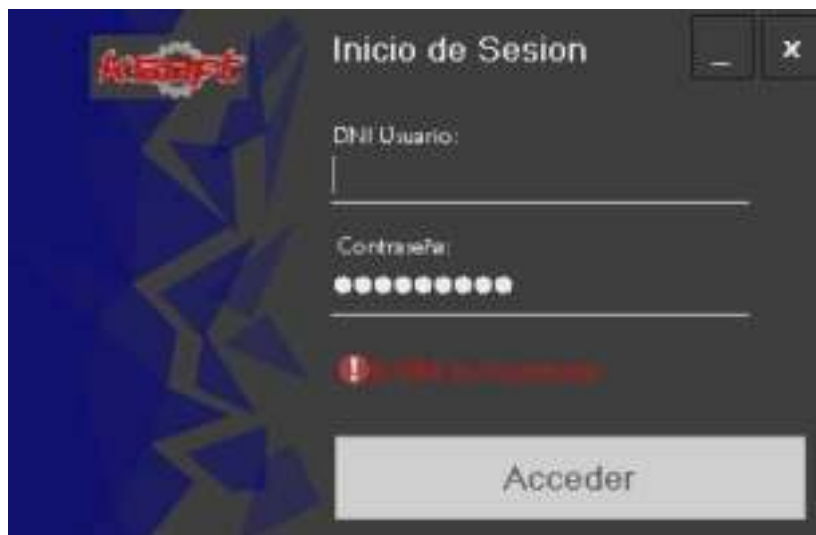 Inicio de Sesion
_ x
DNI Usuario:
Contraseña:
Acceder